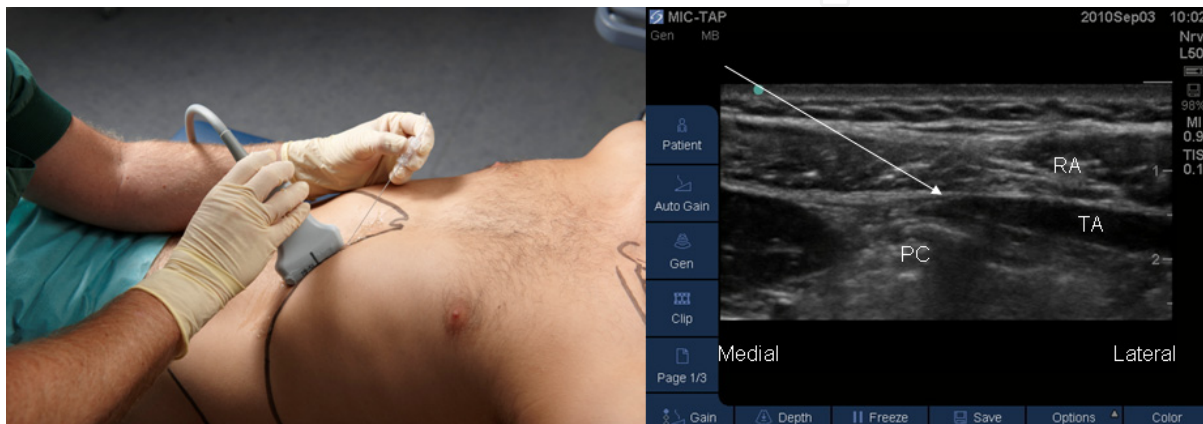 MIC-TAP
2010Sep03 10:02
Gen MB
Nrv
L50
98%
MI
0.9
TIS
0.1
Patient
Auto Gain
Gen
Clip
Page 1/3
RA
1
TA
PC
2
Medial
Lateral
Gain
Depth
Freeze
Save
Options
Color